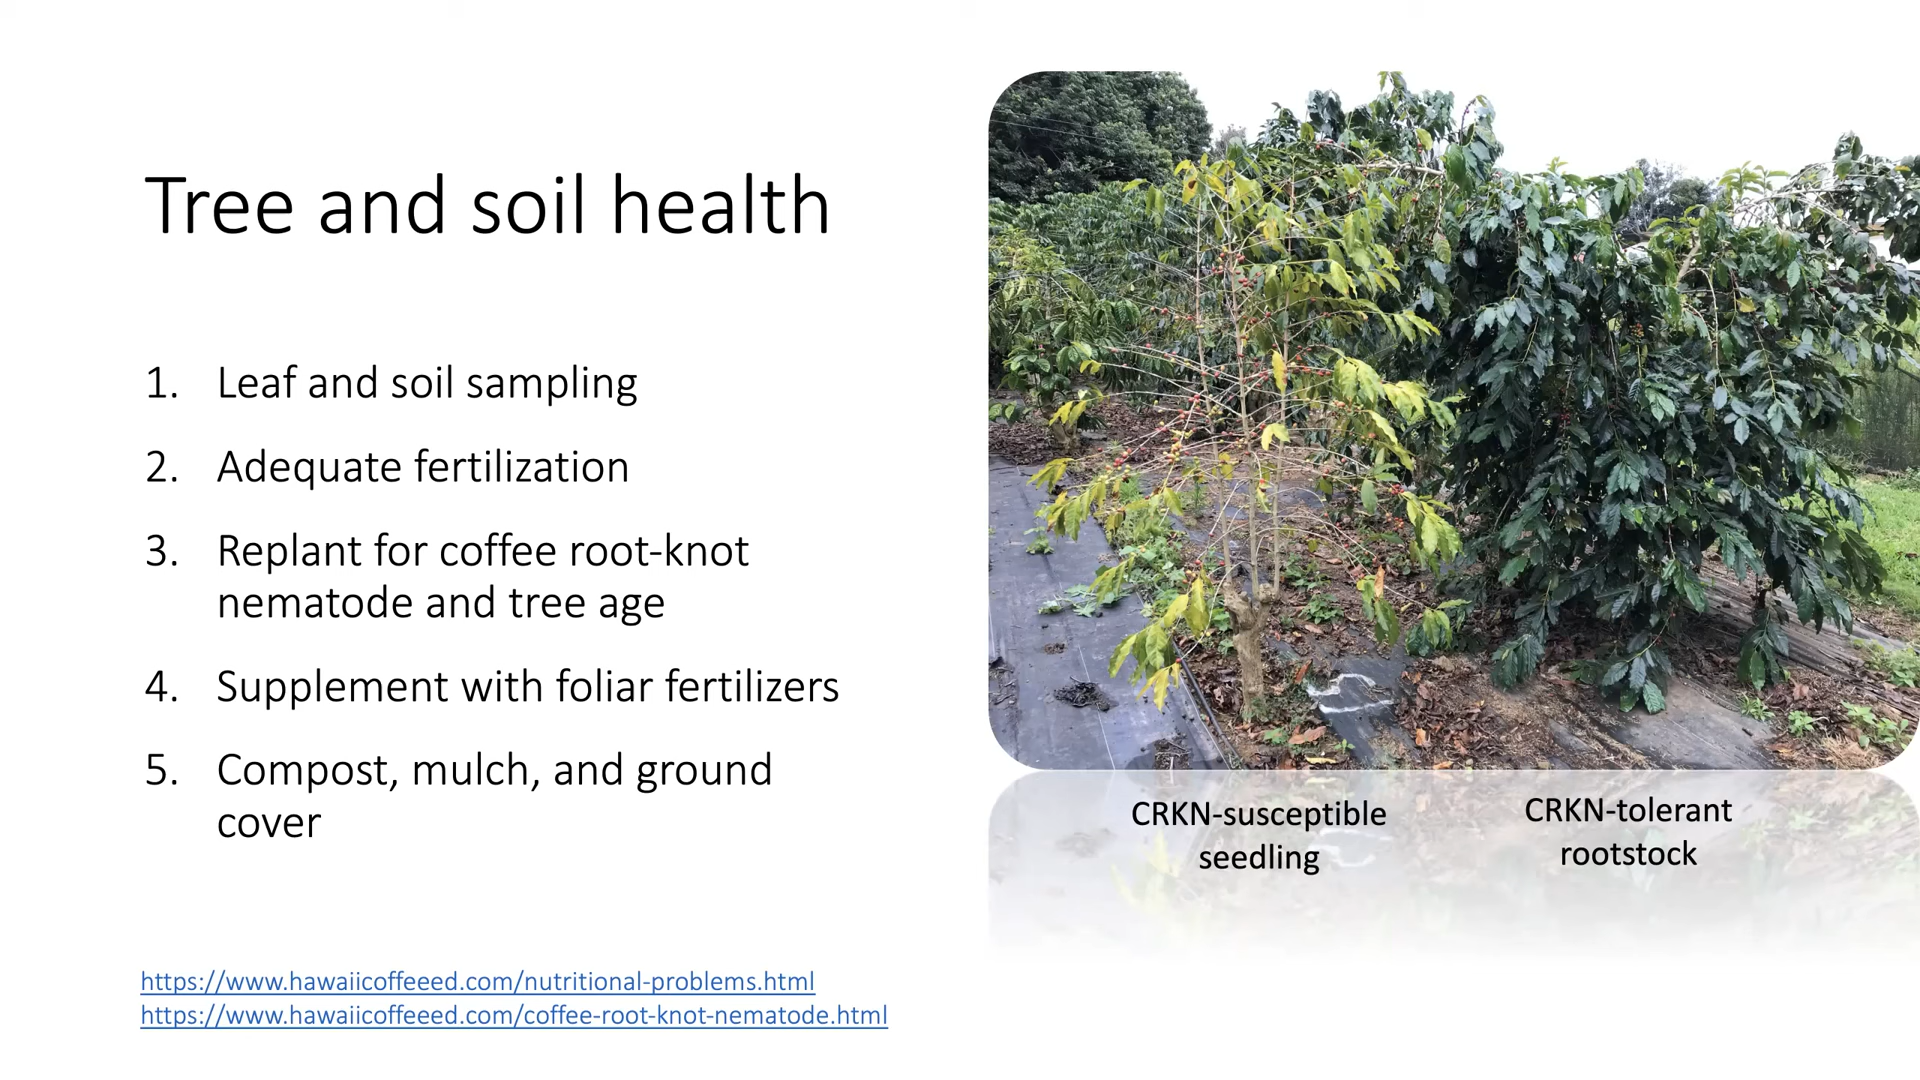 Tree and soil health
1. Leaf and soil sampling
2. Adequate fertilization
3. Replant for coffee root-knot
nematode and tree age
4. Supplement with foliar fertilizers
5. Compost, mulch, and ground
cover
CRKN-susceptible
seedling
CRKN-tolerant
rootstock
https://www.hawaiicoffeeed.com/nutritional-problems.html
https://www.hawaiicoffeeed.com/coffee-root-knot-nematode.html